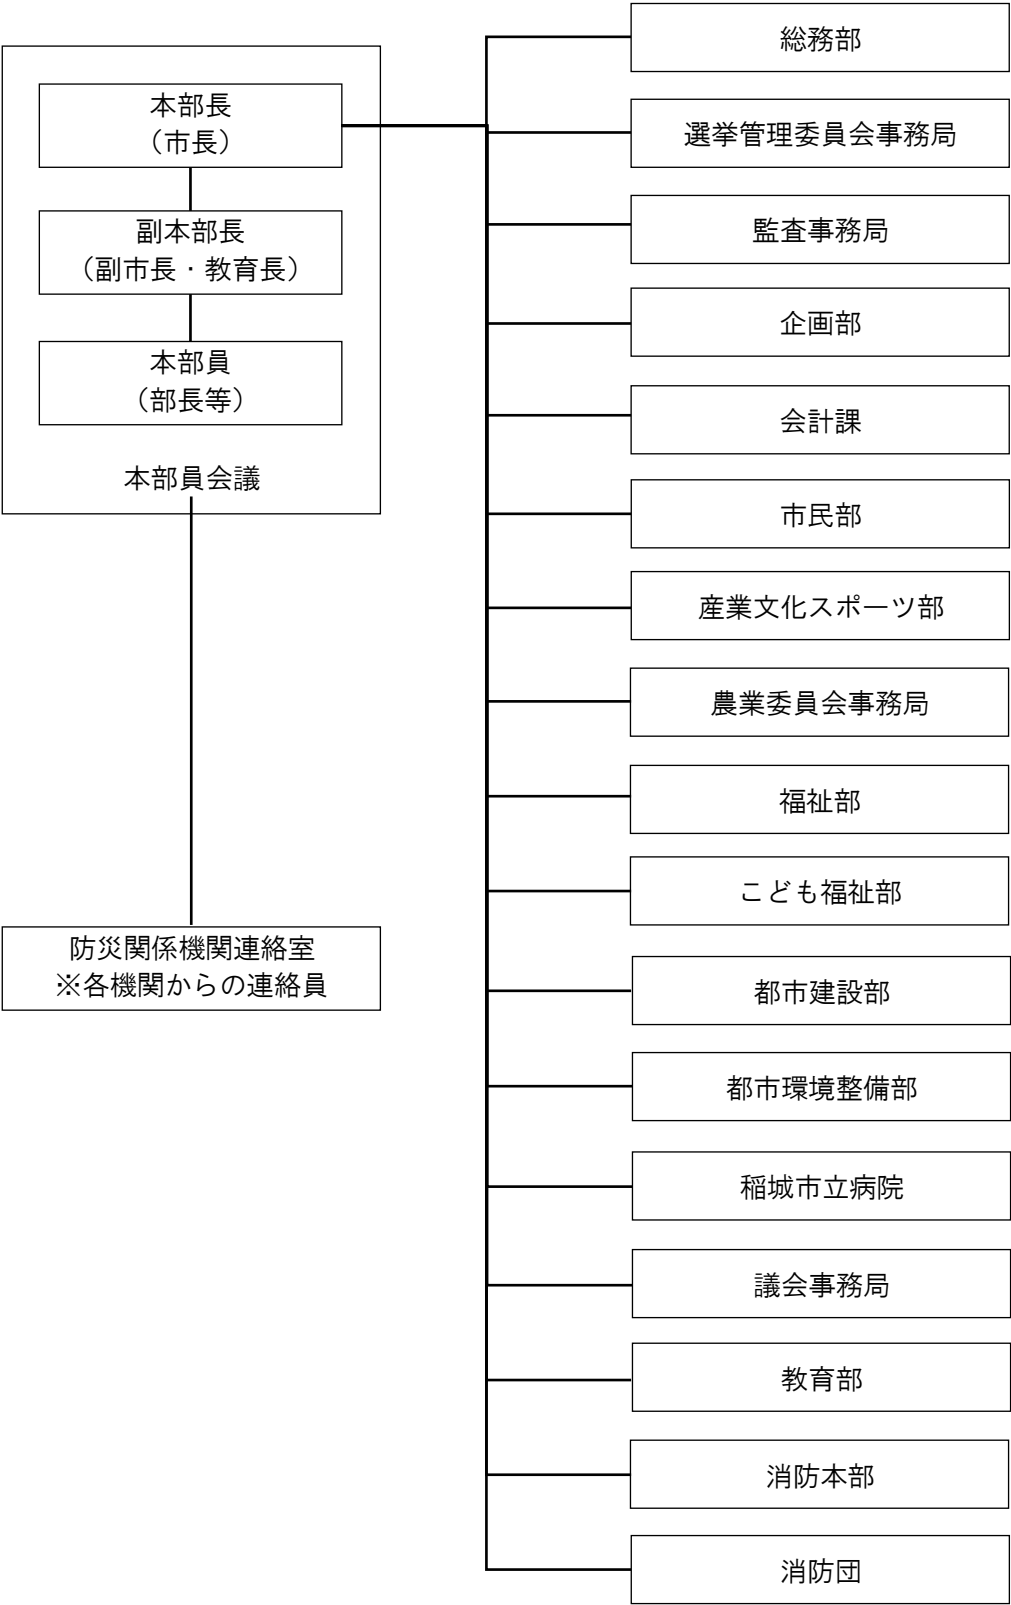 本部長
（市長）
副本部長
（副市長・教育長）
本部員
（部長等）
本部員会議
防災関係機関連絡室
※各機関からの連絡員
総務部
選挙管理委員会事務局
監査事務局
企画部
会計課
市民部
産業文化スポーツ部
農業委員会事務局
福祉部
こども福祉部
都市建設部
都市環境整備部
稲城市立病院
議会事務局
教育部
消防本部
消防団